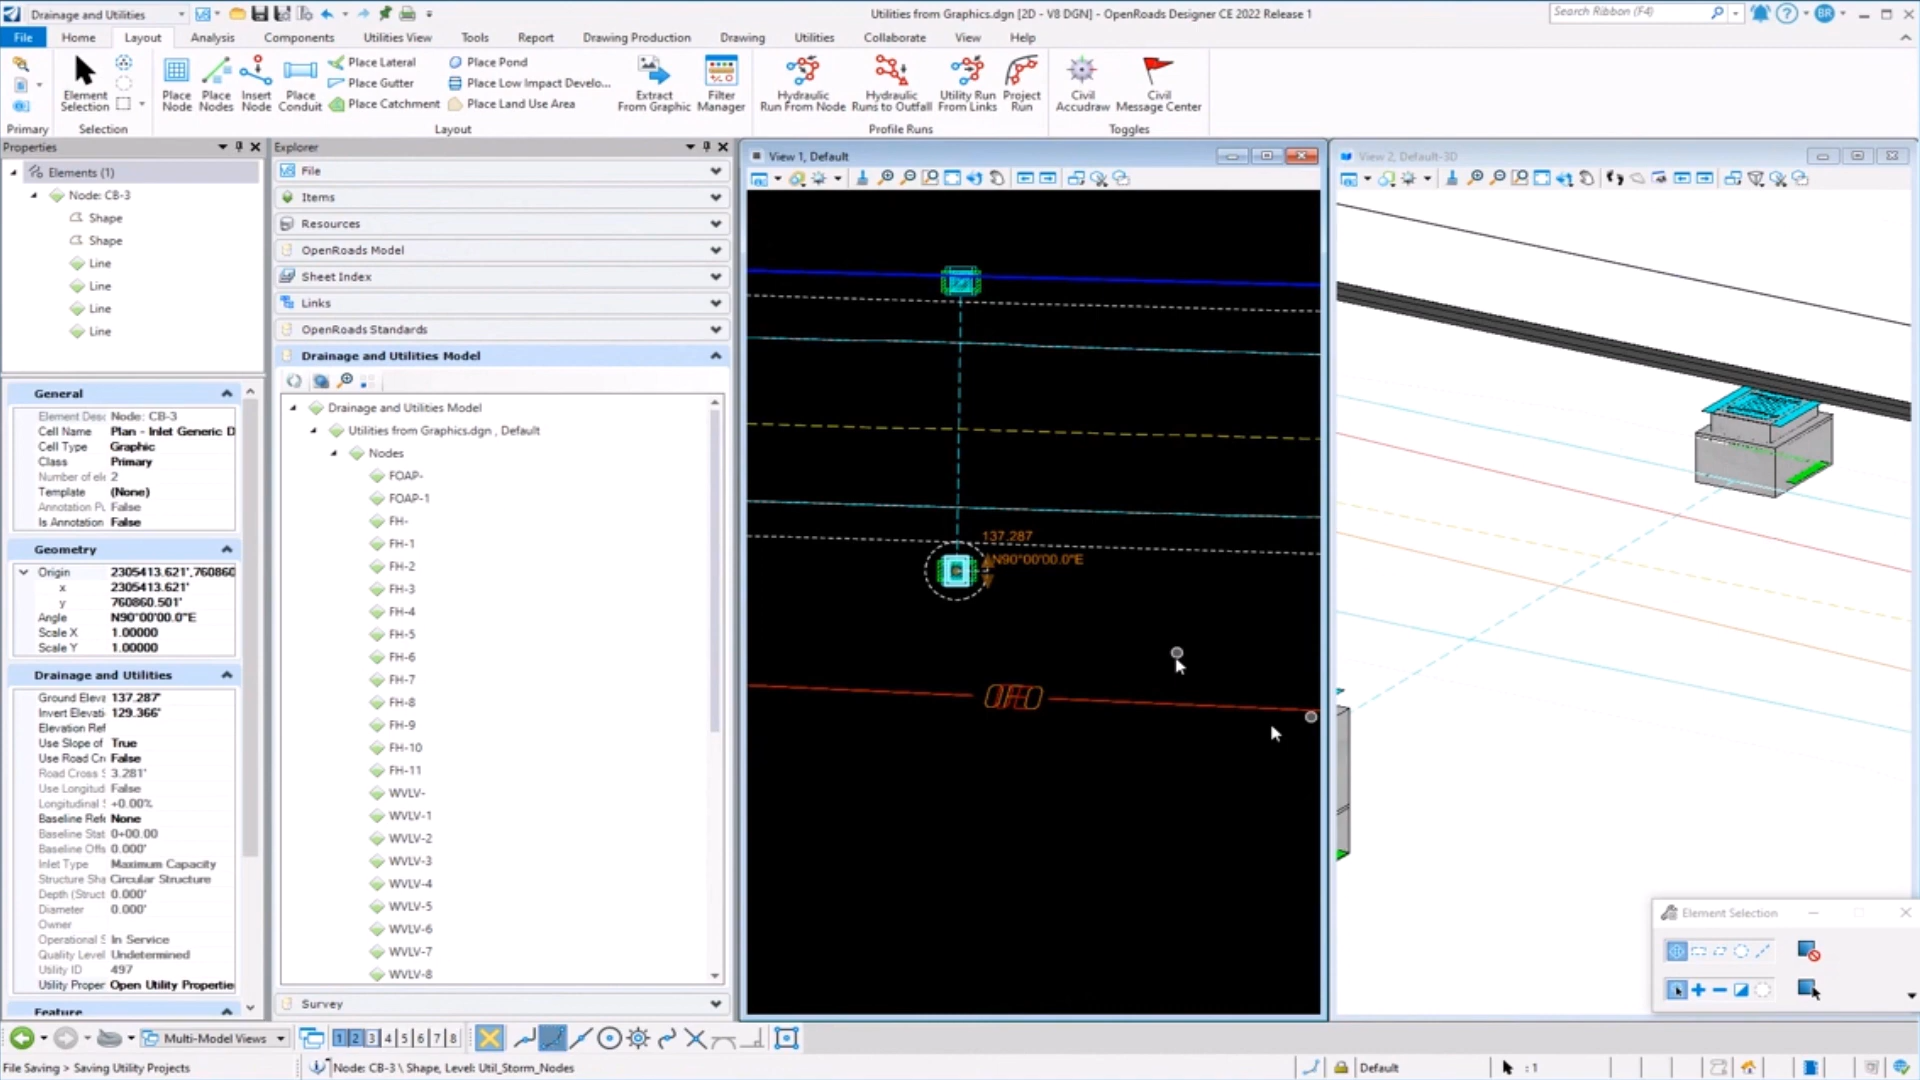 Drainage and Utilities
Utilities from Graphics.dgn [2D - V8 DGN] - OpenRoads Designer CE 2022 Release 1
Search Ribbon (F4)
BR
File Home Layout Analysis Components Utilities View Tools Report Drawing Production Drawing Utilities Collaborate View Help
Element Selection
Place Node
Place Nodes
Insert Node
Place Conduit
Place Lateral
Place Gutter
Place Catchment
Place Pond
Place Low Impact Develo...
Place Land Use Area
Extract From Graphic
Filter Manager
Hydraulic Run From Node
Hydraulic Runs to Outfall
Utility Run From Links
Project Run
Civil Accudraw
Civil Message Center
Primary Selection Layout Profile Runs Toggles
Properties
Elements (1)
Node: CB-3
Shape
Shape
Line
Line
Line
Line
General
Element Desc Node: CB-3
Cell Name Plan - Inlet Generic D
Cell Type Graphic
Class Primary
Number of ele 2
Template (None)
Annotation Pu False
Is Annotation False
Geometry
Origin 2305413.621',760860
x 2305413.621'
y 760860.501'
Angle N90°00'00.0"E
Scale X 1.00000
Scale Y 1.00000
Drainage and Utilities
Ground Eleva 137.287'
Invert Elevati 129.366'
Elevation Ref
Use Slope of True
Use Road Cr False
Road Cross S 3.281'
Use Longitud False
Longitudinal S +0.00%
Baseline Refe None
Baseline Stat 0+00.00
Baseline Offs 0.000'
Inlet Type Maximum Capacity
Structure Sha Circular Structure
Depth (Struct 0.000'
Diameter 0.000'
Owner
Operational S In Service
Quality Level Undetermined
Utility ID 497
Utility Proper Open Utility Propertie
Feature
Explorer
File
Items
Resources
OpenRoads Model
Sheet Index
Links
OpenRoads Standards
Drainage and Utilities Model
Drainage and Utilities Model
Utilities from Graphics.dgn , Default
Nodes
FOAP-
FOAP-1
FH-
FH-1
FH-2
FH-3
FH-4
FH-5
FH-6
FH-7
FH-8
FH-9
FH-10
FH-11
WVLV-
WVLV-1
WVLV-2
WVLV-3
WVLV-4
WVLV-5
WVLV-6
WVLV-7
WVLV-8
Survey
View 1, Default
137.287
N90°00'00.0"E
View 2, Default-3D
Element Selection
Multi-Model Views
1 2 3 4 5 6 7 8
File Saving > Saving Utility Projects
Node: CB-3 \ Shape, Level: Util_Storm_Nodes
Default
: 1